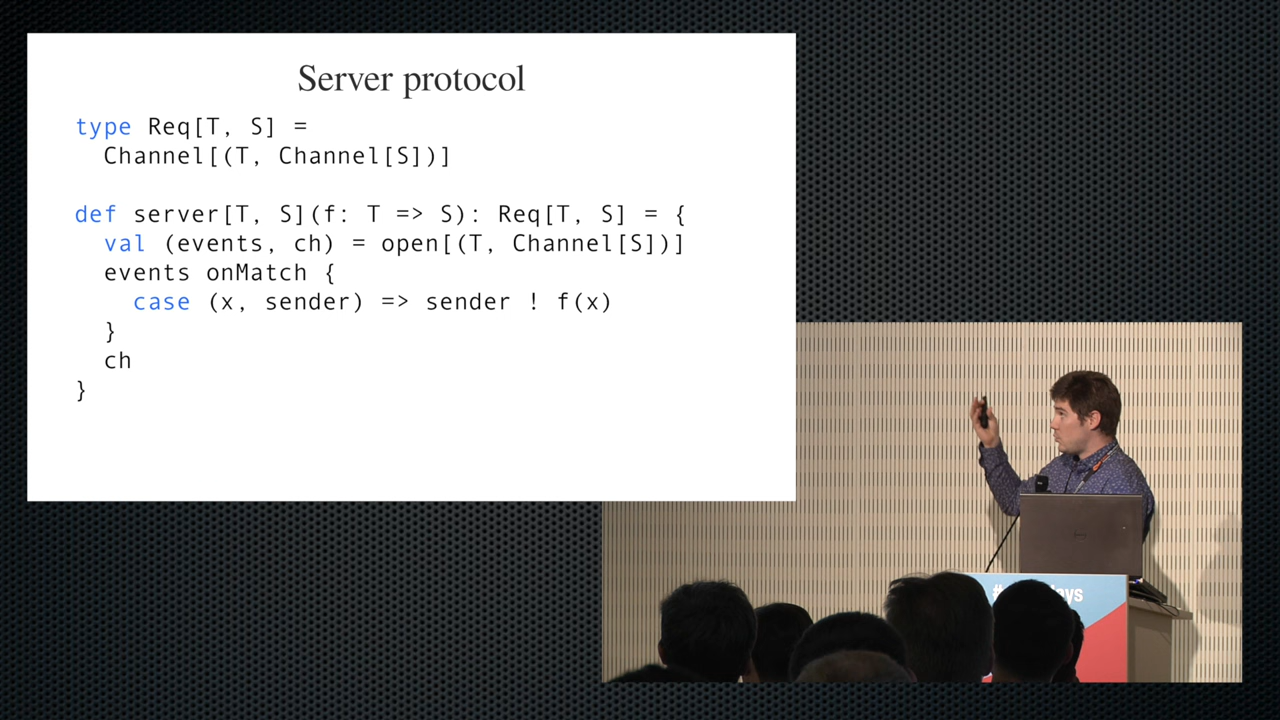 Server protocol
type Req[T, S] =
  Channel[(T, Channel[S])]
def server[T, S](f: T => S): Req[T, S] = {
  val (events, ch) = open[(T, Channel[S])]
  events onMatch {
    case (x, sender) => sender ! f(x)
  }
  ch
}